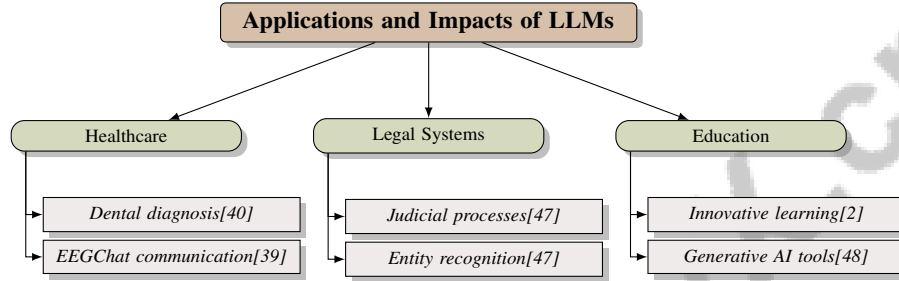 Applications and Impacts of LLMs
Healthcare
Legal Systems
Education
Dental diagnosis[40]
EEGChat communication[39]
Judicial processes[47]
Entity recognition[47]
Innovative learning[2]
Generative AI tools[48]